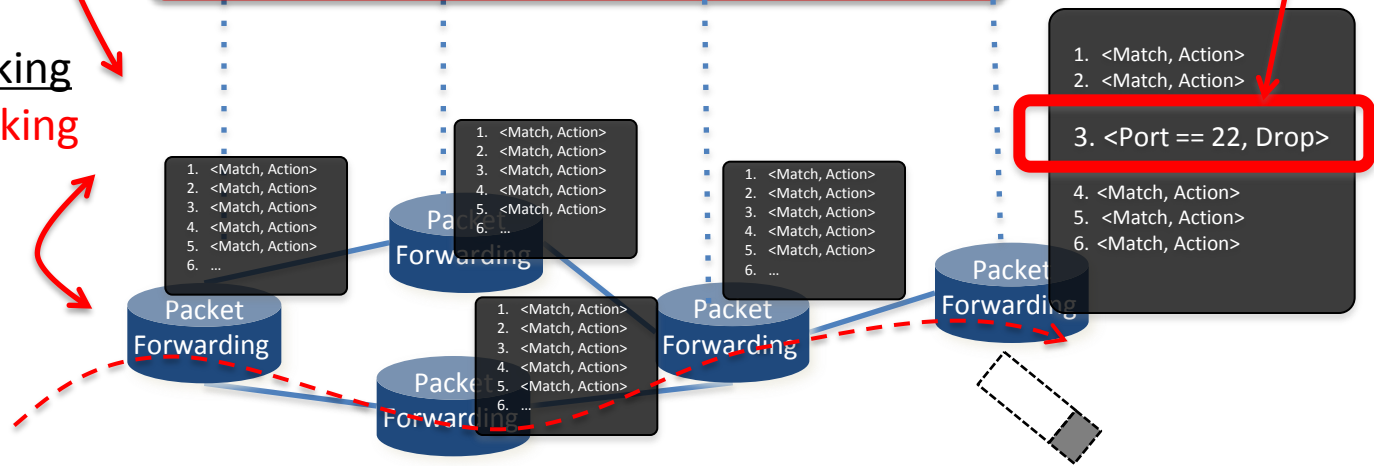 king
king
1. <Match, Action>
2. <Match, Action>
3. <Port == 22, Drop>
4. <Match, Action>
5. <Match, Action>
6. <Match, Action>
1. <Match, Action>
2. <Match, Action>
3. <Match, Action>
4. <Match, Action>
5. <Match, Action>
6. ...
Packet
Forwarding
1. <Match, Action>
2. <Match, Action>
3. <Match, Action>
4. <Match, Action>
5. <Match, Action>
6. ...
Packet
Forwarding
1. <Match, Action>
2. <Match, Action>
3. <Match, Action>
4. <Match, Action>
5. <Match, Action>
6. ...
Packet
Forwarding
1. <Match, Action>
2. <Match, Action>
3. <Match, Action>
4. <Match, Action>
5. <Match, Action>
6. ...
Packet
Forwarding
Packet
Forwarding